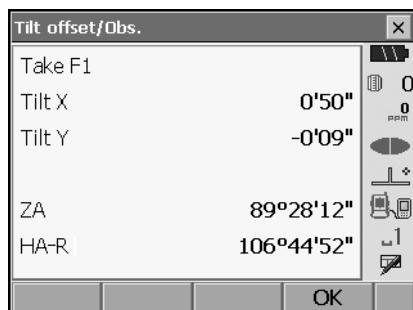 Tilt offset/Obs.
Take F1
0
Tilt X 0'50"
0
ppm
Tilt Y -0'09"
ZA 89°28'12"
HA-R 106°44'52"
1
OK